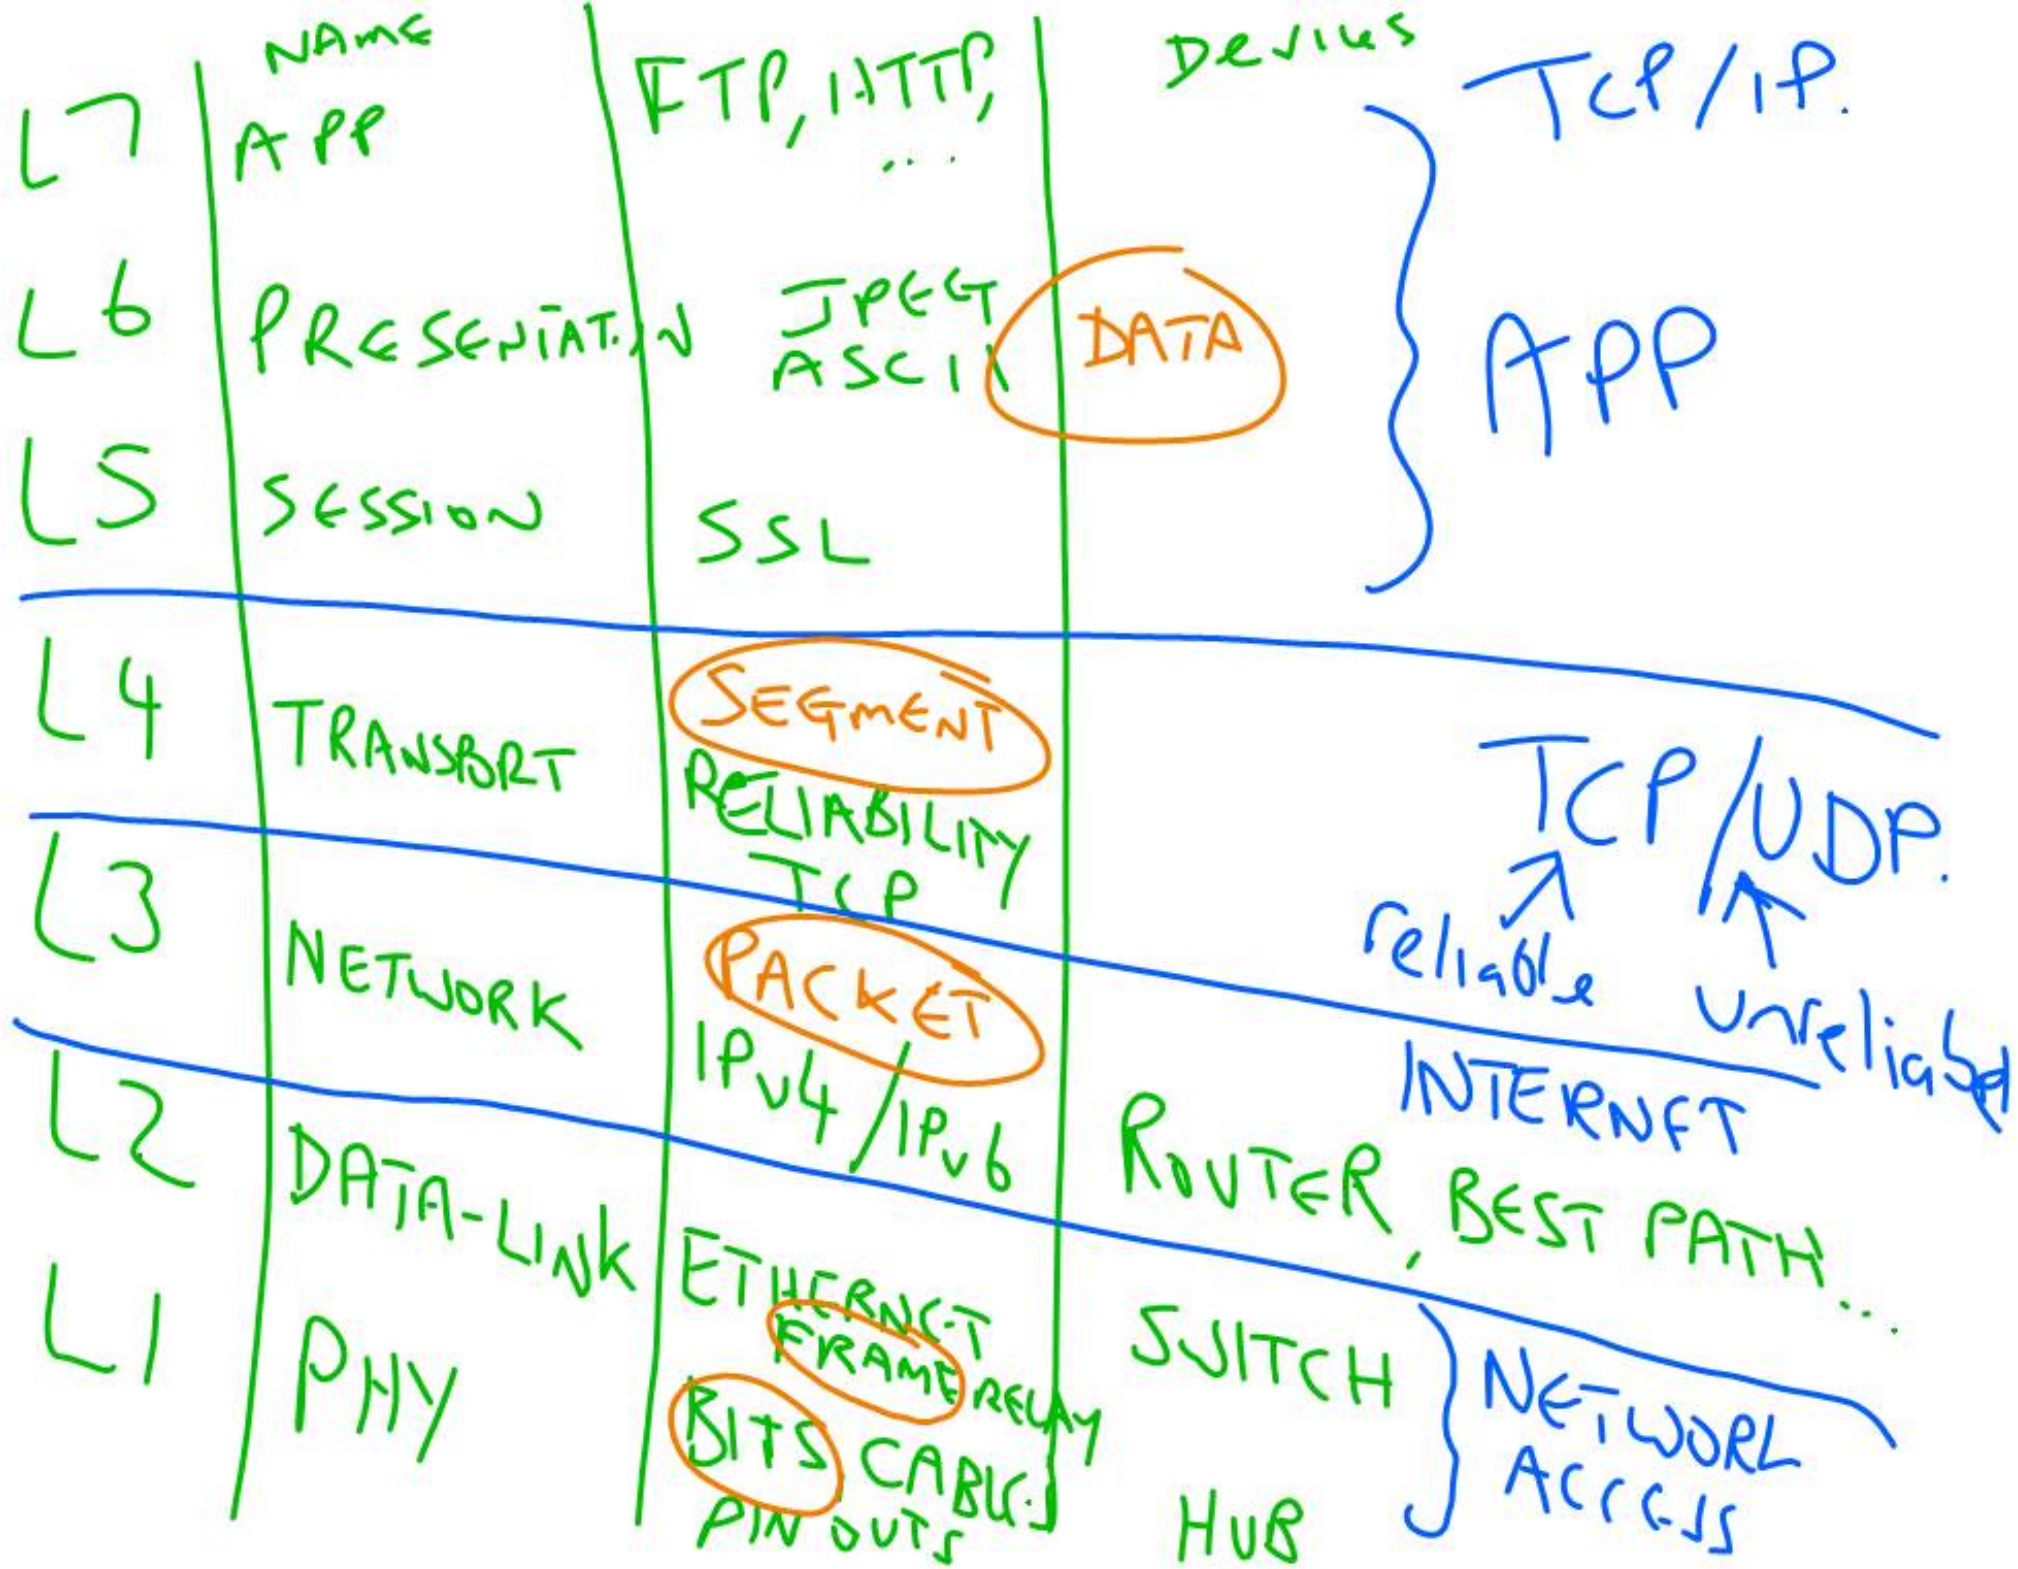 NAME
DEVICES
TCP/IP.
L7
APP
FTP, HTTP,
...
L6
PRESENTATION
JPEG
ASCII
DATA
APP
L5
SESSION
SSL
L4
TRANSPORT
SEGMENT
RELIABILITY
TCP
TCP/UDP.
reliable
unreliable
L3
NETWORK
PACKET
IPv4/IPv6
INTERNET
ROUTER, BEST PATH...
L2
DATA-LINK
ETHERNET
FRAME RELAY
SWITCH
NETWORK
ACCESS
L1
PHY
BITS CABLES
PIN OUTS
HUB